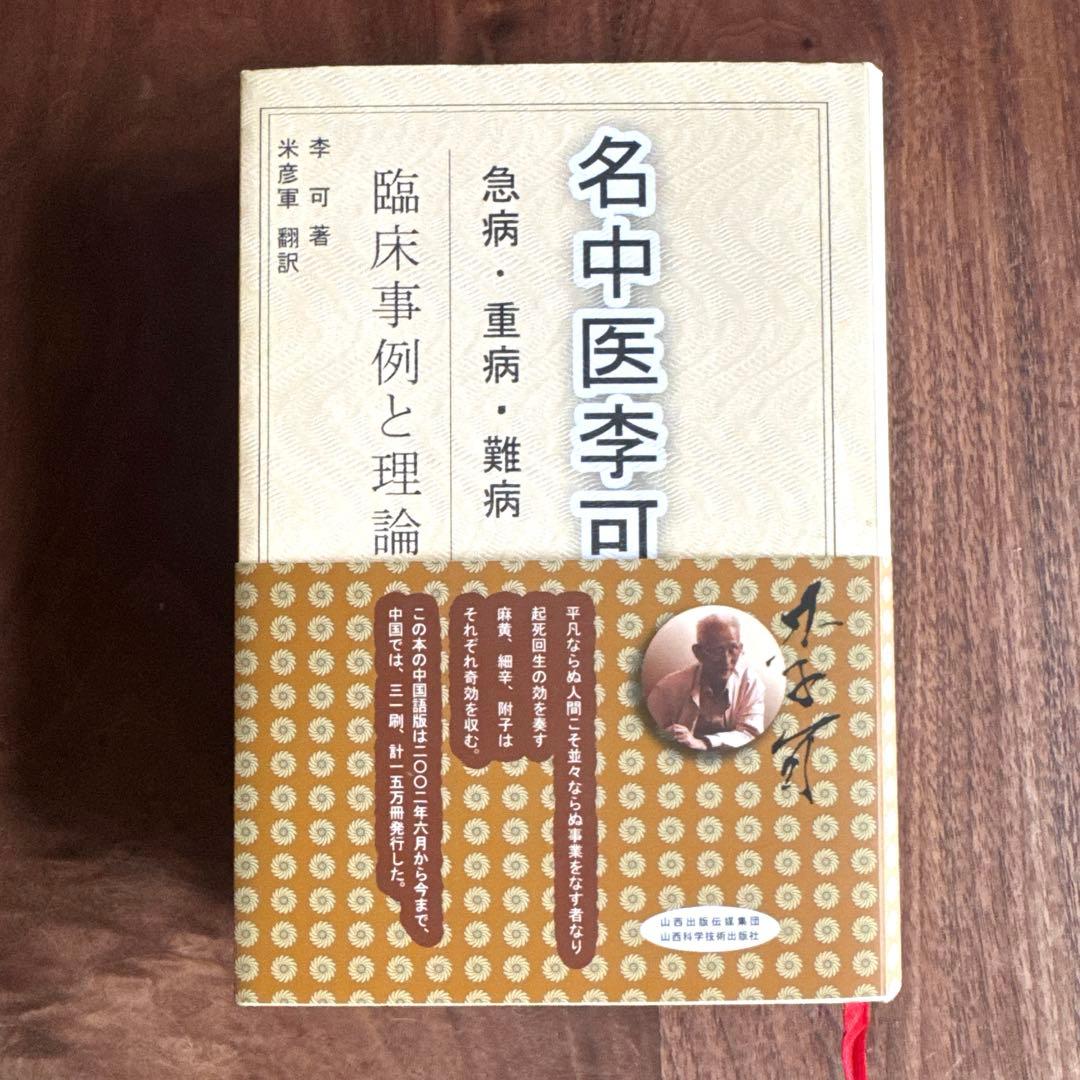 名中医李可
急病・重病・難病
臨床事例と理論
李可 著
米彦軍 翻訳
平凡ならぬ人間こそ並々ならぬ事業をなす者なり
起死回生の効を奏す
麻黄、細辛、附子は
それぞれ奇効を収む。
この本の中国語版は二〇〇二年六月から今まで、
中国では、三一刷、計一五万冊発行した。
山西出版伝媒集団
山西科学技術出版社